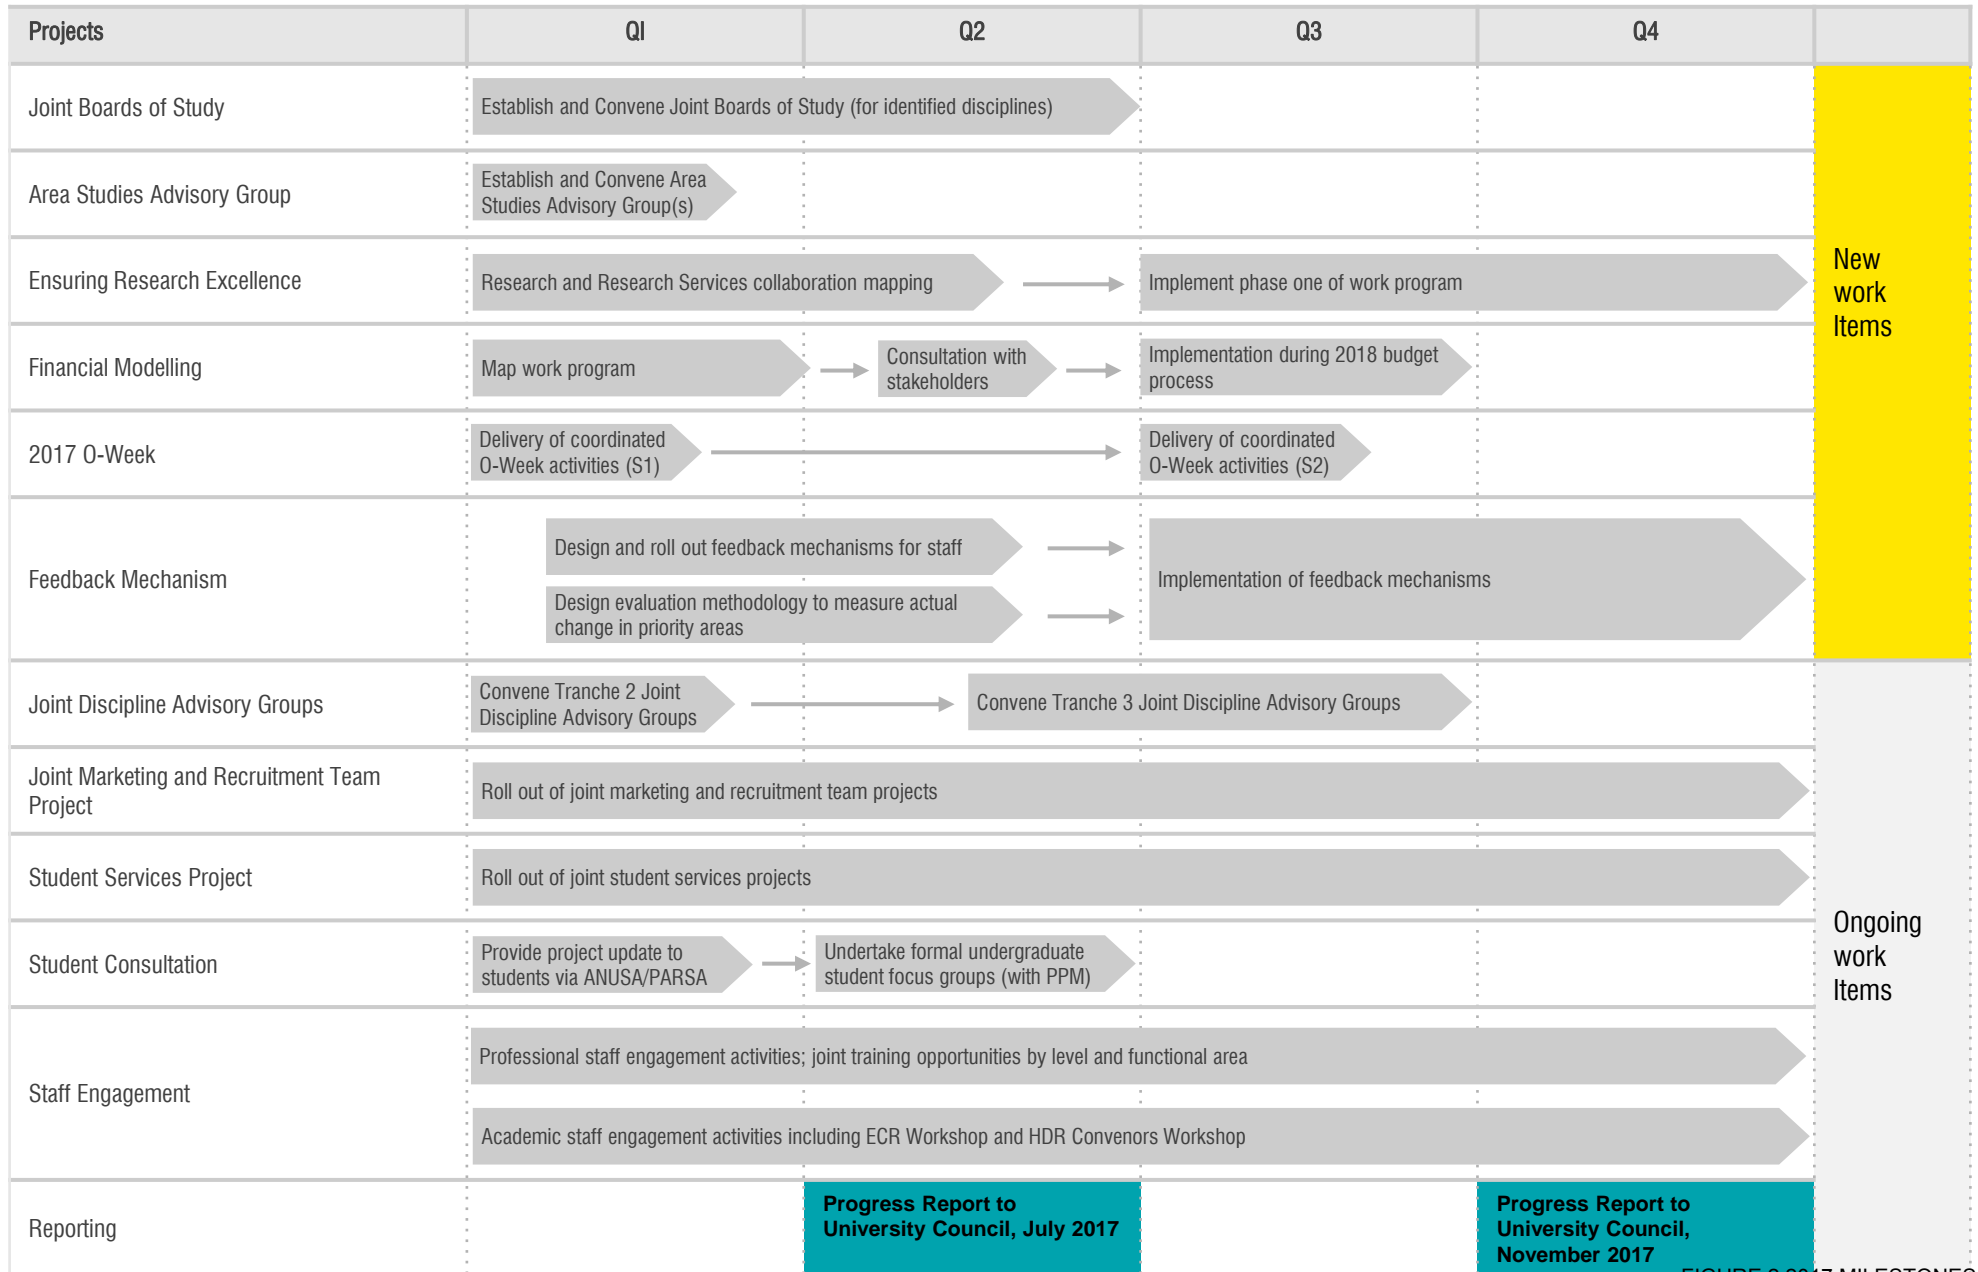 Projects QI Q2 Q3 Q4
Joint Boards of Study
Establish and Convene Joint Boards of Study (for identified disciplines)
Area Studies Advisory Group
Establish and Convene Area
Studies Advisory Group(s)
Ensuring Research Excellence
Research and Research Services collaboration mapping
Implement phase one of work program
Financial Modelling
Map work program
Consultation with
stakeholders
Implementation during 2018 budget
process
2017 O-Week
Delivery of coordinated
O-Week activities (S1)
Delivery of coordinated
O-Week activities (S2)
Feedback Mechanism
Design and roll out feedback mechanisms for staff
Design evaluation methodology to measure actual
change in priority areas
Implementation of feedback mechanisms
New
work
Items
Joint Discipline Advisory Groups
Convene Tranche 2 Joint
Discipline Advisory Groups
Convene Tranche 3 Joint Discipline Advisory Groups
Joint Marketing and Recruitment Team
Project
Roll out of joint marketing and recruitment team projects
Student Services Project
Roll out of joint student services projects
Student Consultation
Provide project update to
students via ANUSA/PARSA
Undertake formal undergraduate
student focus groups (with PPM)
Staff Engagement
Professional staff engagement activities; joint training opportunities by level and functional area
Academic staff engagement activities including ECR Workshop and HDR Convenors Workshop
Reporting
Progress Report to
University Council, July 2017
Progress Report to
University Council,
November 2017
Ongoing
work
Items
FIGURE 2 2017 MILESTONES